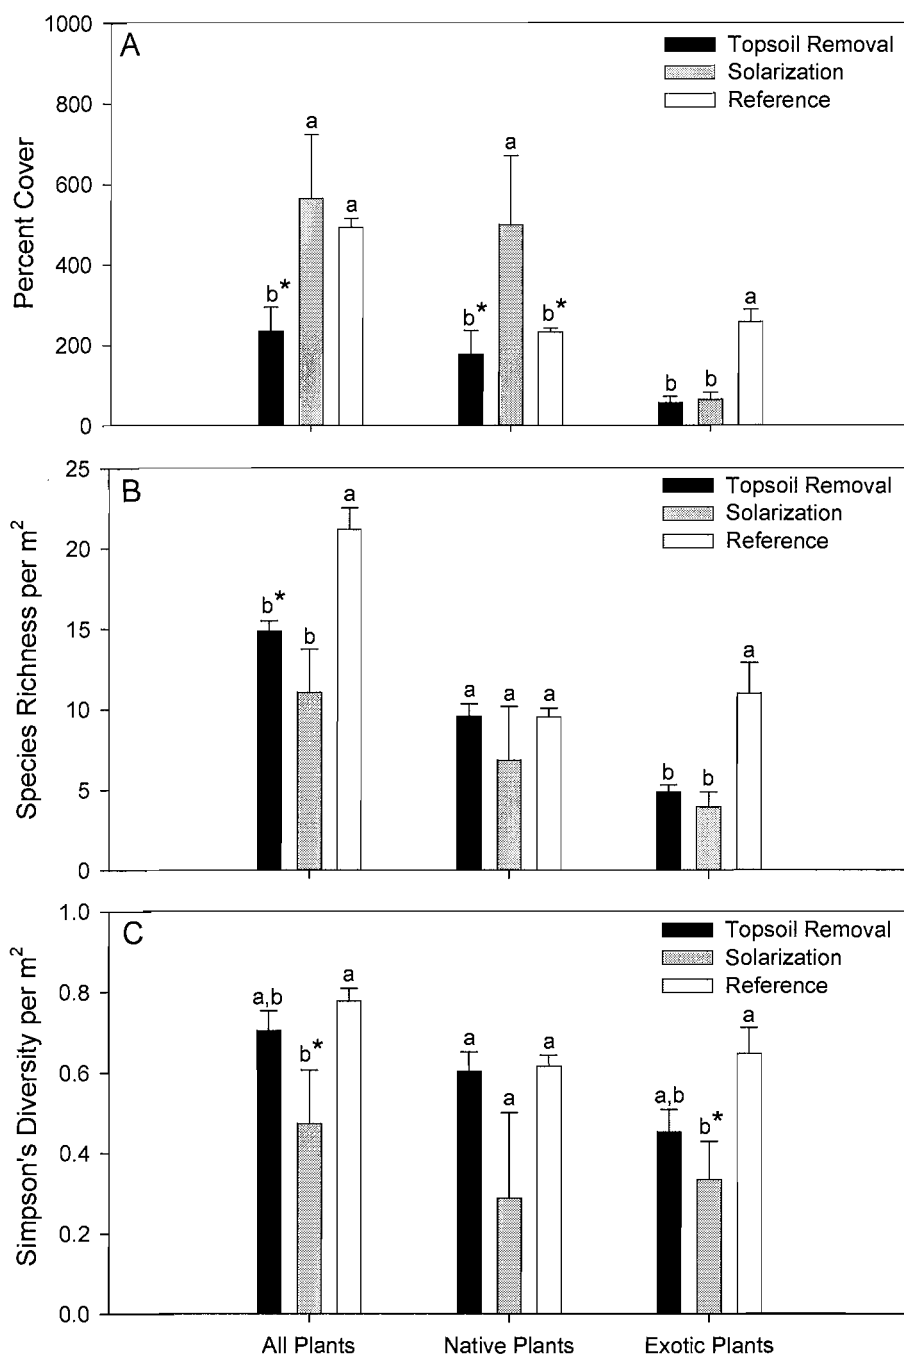 A
Topsoil Removal
Solarization
Reference
Percent Cover
1000
800
600
400
200
0
b*
a
a
b*
a
b*
b
b
a
B
Topsoil Removal
Solarization
Reference
Species Richness per m2
25
20
15
10
5
0
b*
b
a
a
a
a
b
b
a
C
Topsoil Removal
Solarization
Reference
Simpson's Diversity per m2
1.0
0.8
0.6
0.4
0.2
0.0
a,b
b*
a
a
a
a
a,b
b*
a
All Plants
Native Plants
Exotic Plants